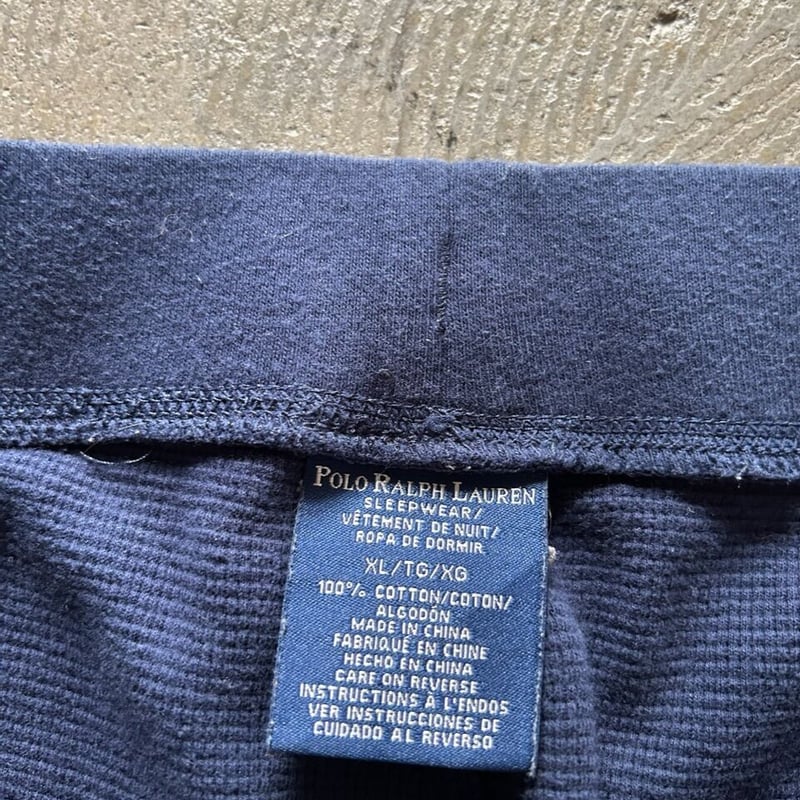 POLO RALPH LAUREN
SLEEPWEAR/
VÊTEMENT DE NUIT/
ROPA DE DORMIR.
XL/TG/XG
100% COTTON/COTON/
ALGODÓN
MADE IN CHINA
FABRIQUÉ EN CHINE
HECHO EN CHINA
CARE ON REVERSE
INSTRUCTIONS À L'ENDOS
VER INSTRUCCIONES DE
CUIDADO AL REVERSO